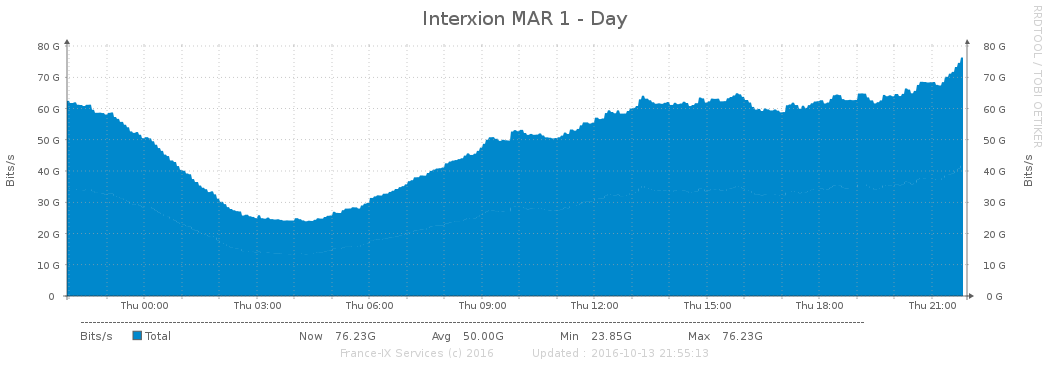 Interxion MAR 1 - Day
RRDTOOL / TOBI OETIKER
Bits/s
80 G 80 G
70 G 70 G
60 G 60 G
50 G 50 G
40 G 40 G
30 G 30 G
20 G 20 G
10 G 10 G
0 0 G
Bits/s
Thu 00:00 Thu 03:00 Thu 06:00 Thu 09:00 Thu 12:00 Thu 15:00 Thu 18:00 Thu 21:00
Bits/s Total Now 76.23G Avg 50.00G Min 23.85G Max 76.23G
France-IX Services (c) 2016 Updated : 2016-10-13 21:55:13